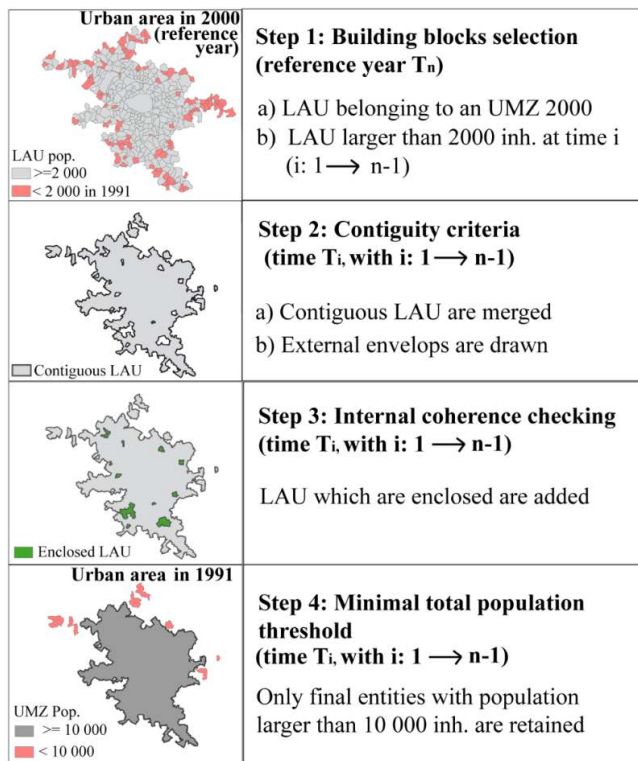 Urban area in 2000
(reference
year)
LAU pop.
>=2 000
< 2 000 in 1991
Step 1: Building blocks selection
(reference year Tn)
a) LAU belonging to an UMZ 2000
b) LAU larger than 2000 inh. at time i
(i: 1 → n-1)
Contiguous LAU
Step 2: Contiguity criteria
(time Ti, with i: 1 → n-1)
a) Contiguous LAU are merged
b) External envelops are drawn
Enclosed LAU
Step 3: Internal coherence checking
(time Ti, with i: 1 → n-1)
LAU which are enclosed are added
Urban area in 1991
UMZ Pop.
>= 10 000
< 10 000
Step 4: Minimal total population
threshold
(time Ti, with i: 1 → n-1)
Only final entities with population
larger than 10 000 inh. are retained